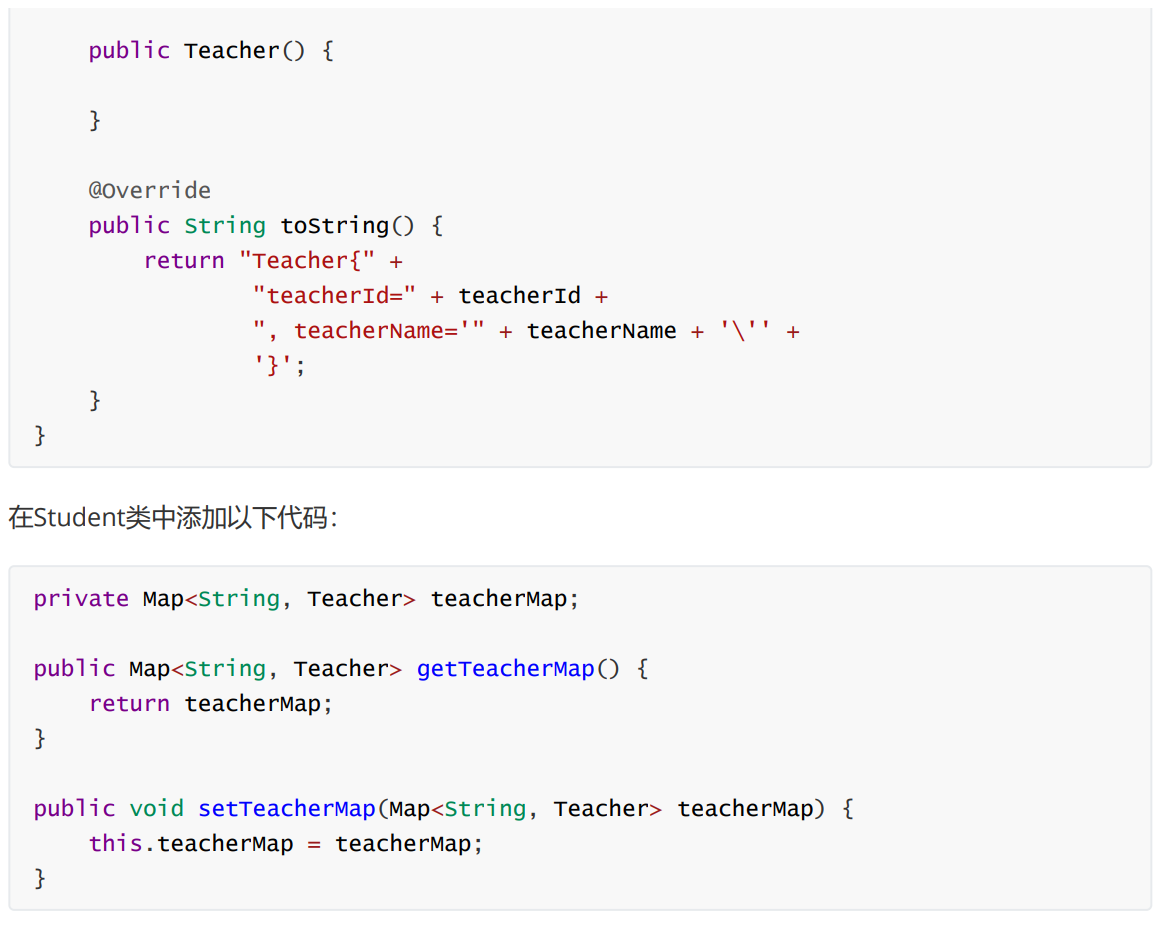 public Teacher() {
}
@Override
public String toString() {
return "Teacher{" +
"teacherId=" + teacherId +
", teacherName='" + teacherName + '\'' +
'}';
}
}
在Student类中添加以下代码：
private Map<String, Teacher> teacherMap;
public Map<String, Teacher> getTeacherMap() {
return teacherMap;
}
public void setTeacherMap(Map<String, Teacher> teacherMap) {
this.teacherMap = teacherMap;
}